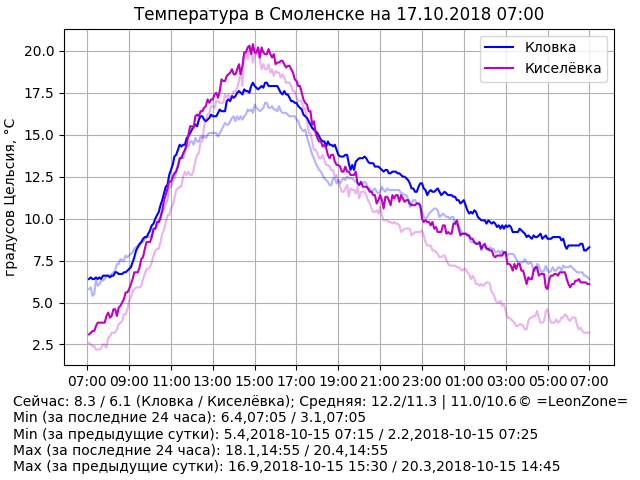 Температура в Смоленске на 17.10.2018 07:00
Кловка
Киселёвка
градусов Цельсия, °C
20.0
17.5
15.0
12.5
10.0
7.5
5.0
2.5
07:00 09:00 11:00 13:00 15:00 17:00 19:00 21:00 23:00 01:00 03:00 05:00 07:00
Сейчас: 8.3 / 6.1 (Кловка / Киселёвка); Средняя: 12.2/11.3 | 11.0/10.6© =LeonZone=
Min (за последние 24 часа): 6.4,07:05 / 3.1,07:05
Min (за предыдущие сутки): 5.4,2018-10-15 07:15 / 2.2,2018-10-15 07:25
Max (за последние 24 часа): 18.1,14:55 / 20.4,14:55
Max (за предыдущие сутки): 16.9,2018-10-15 15:30 / 20.3,2018-10-15 14:45